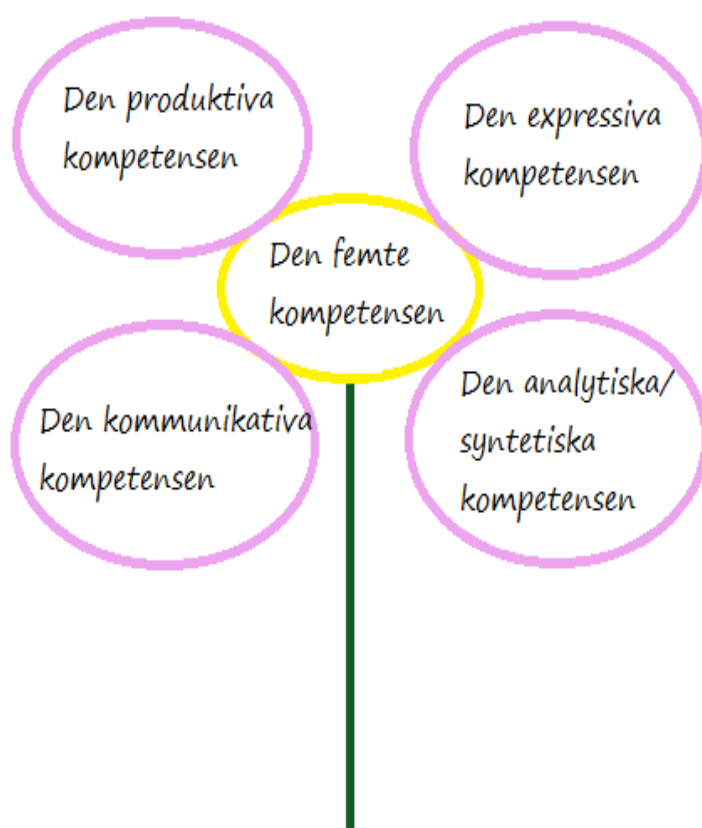 Den produktiva
kompetensen
Den expressiva
kompetensen
Den femte
kompetensen
Den kommunikativa
kompetensen
Den analytiska/
syntetiska
kompetensen